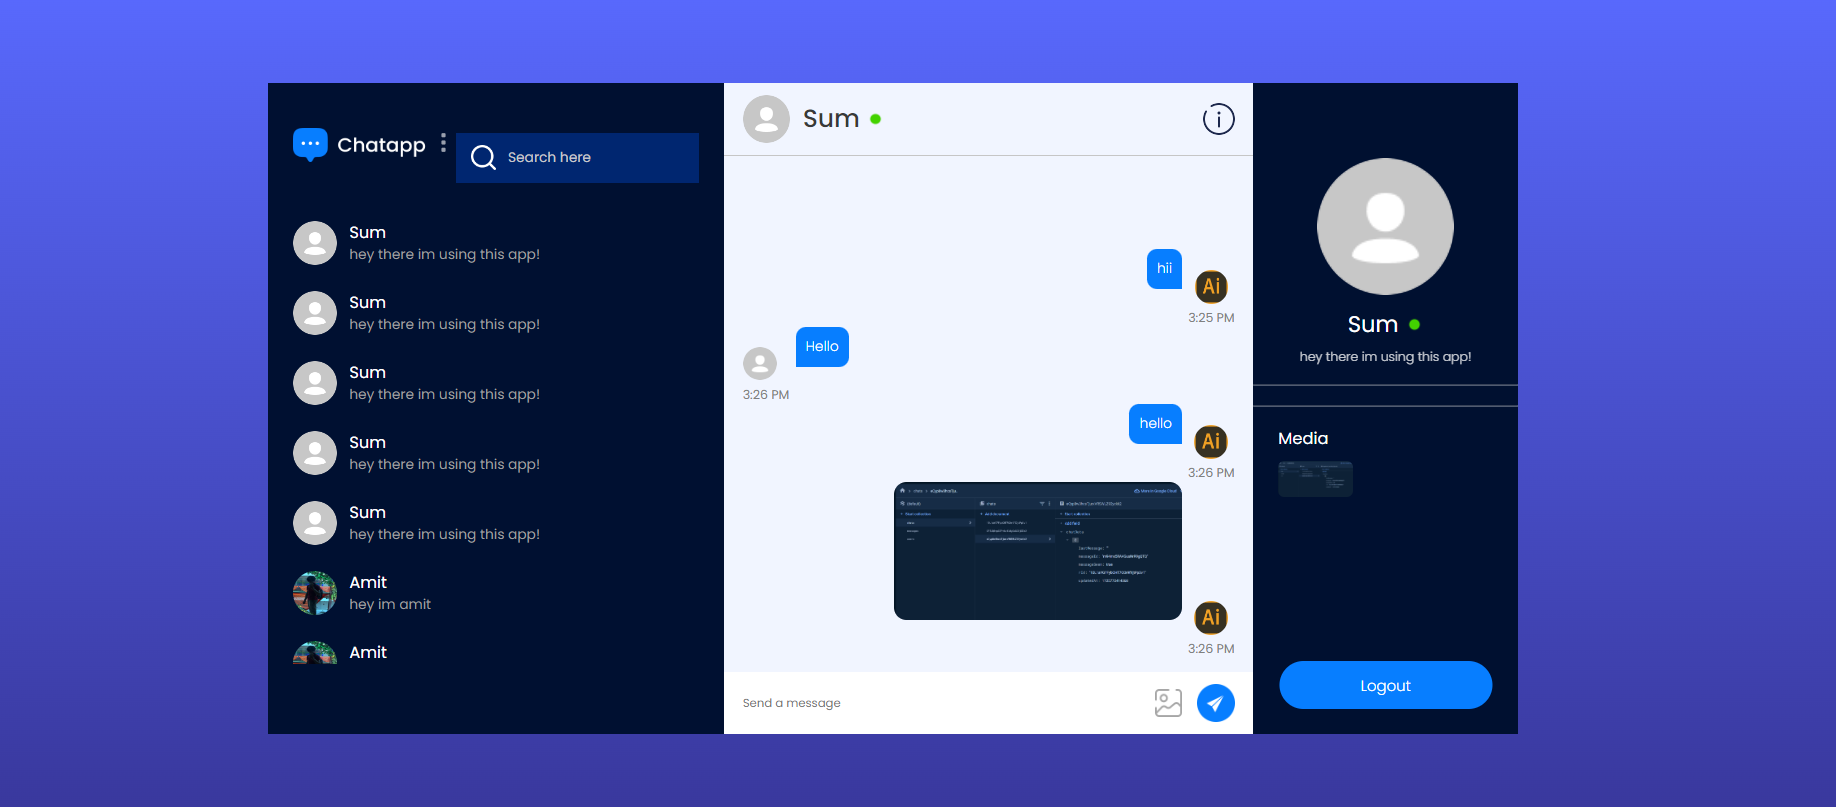 Chatapp
Search here
Sum
hey there im using this app!
Sum
hey there im using this app!
Sum
hey there im using this app!
Sum
hey there im using this app!
Sum
hey there im using this app!
Amit
hey im amit
Amit
Sum
hii
Ai
3:25 PM
Hello
3:26 PM
hello
Ai
3:26 PM
Ai
3:26 PM
Send a message
Sum
hey there im using this app!
Media
Logout